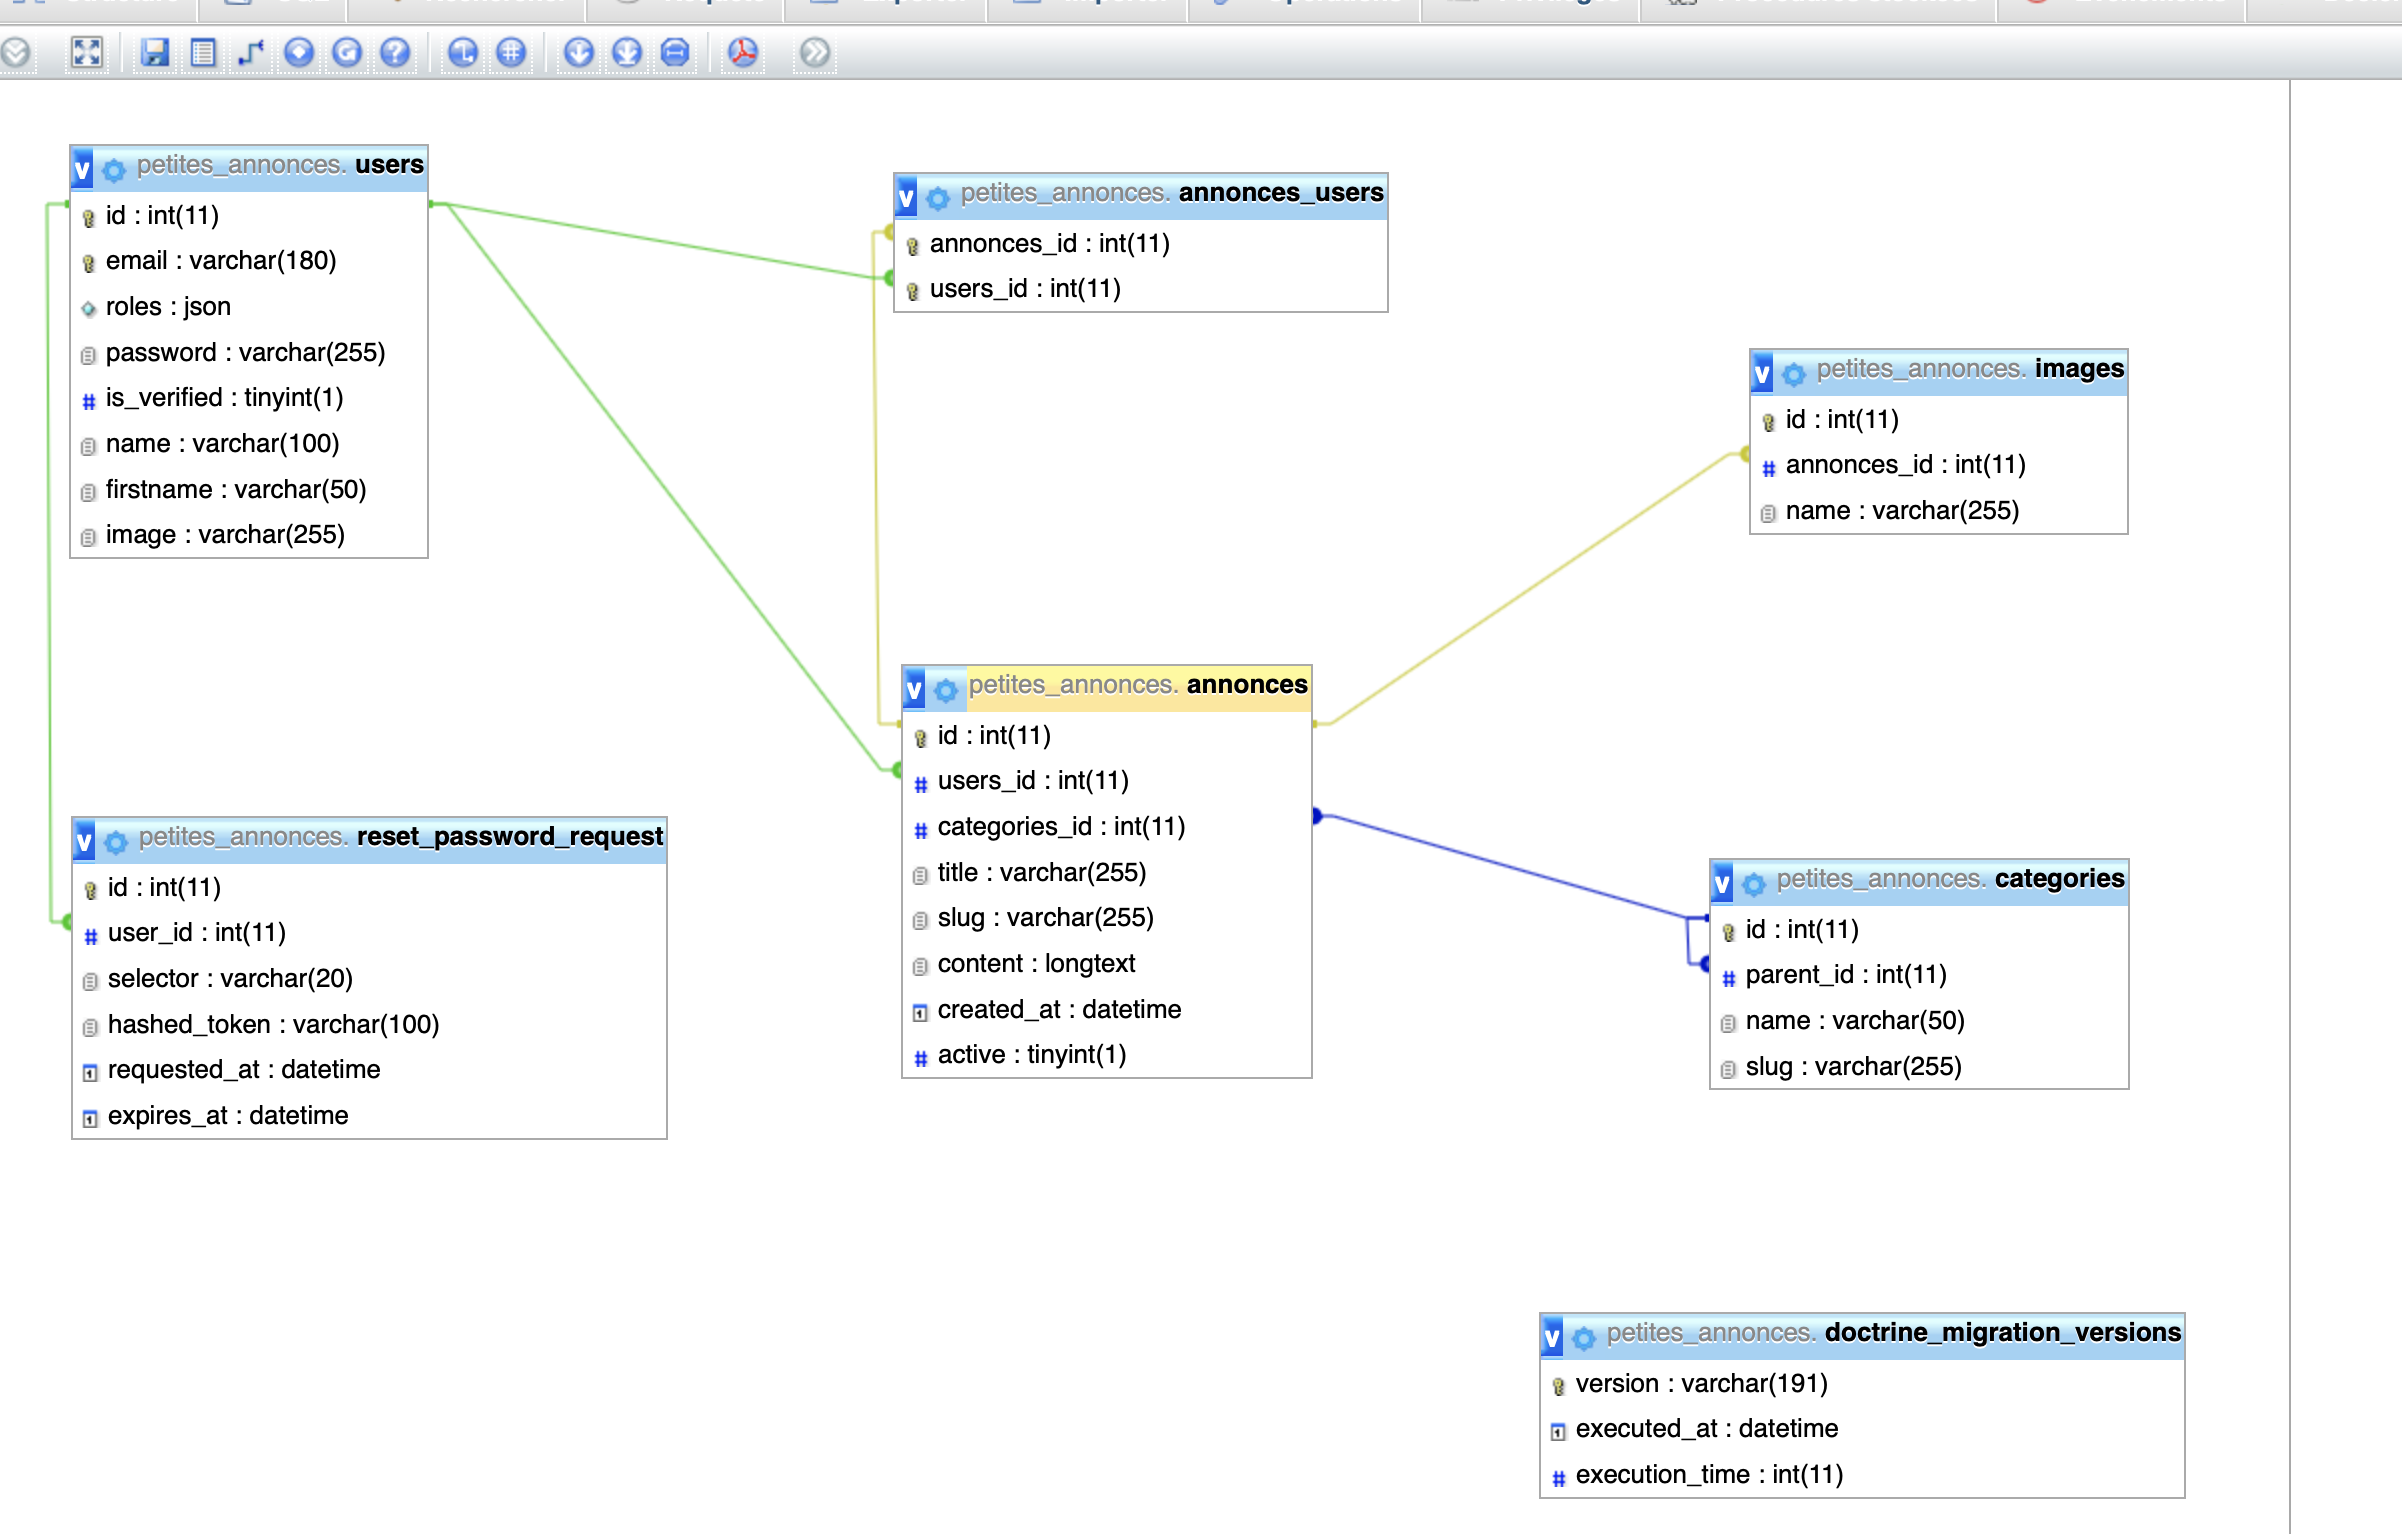 petites_annonces. users
id : int(11)
email : varchar(180)
roles : json
password : varchar(255)
is_verified : tinyint(1)
name : varchar(100)
firstname : varchar(50)
image : varchar(255)
petites_annonces. annonces_users
annonces_id : int(11)
users_id : int(11)
petites_annonces. images
id : int(11)
annonces_id : int(11)
name : varchar(255)
petites_annonces. annonces
id : int(11)
users_id : int(11)
categories_id : int(11)
title : varchar(255)
slug : varchar(255)
content : longtext
created_at : datetime
active : tinyint(1)
petites_annonces. reset_password_request
id : int(11)
user_id : int(11)
selector : varchar(20)
hashed_token : varchar(100)
requested_at : datetime
expires_at : datetime
petites_annonces. categories
id : int(11)
parent_id : int(11)
name : varchar(50)
slug : varchar(255)
petites_annonces. doctrine_migration_versions
version : varchar(191)
executed_at : datetime
execution_time : int(11)